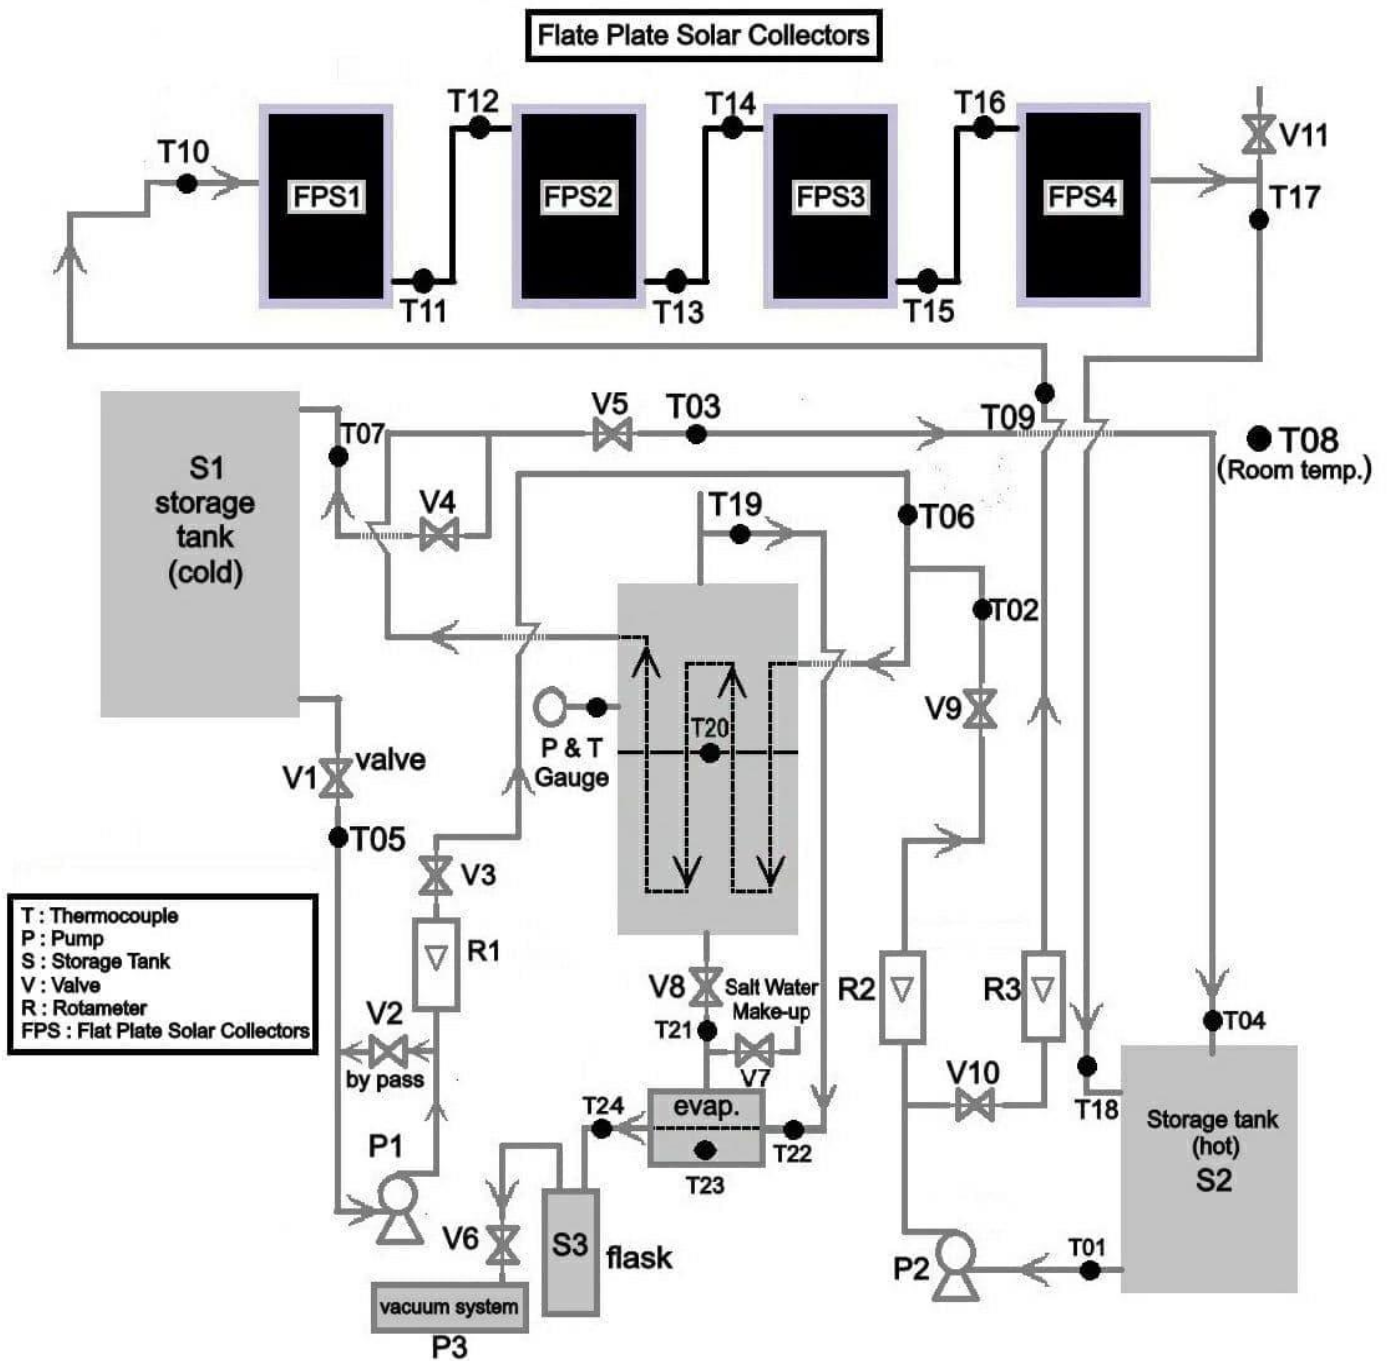 Flate Plate Solar Collectors
T12
T14
T16
T10
V11
FPS1
FPS2
FPS3
FPS4
T17
T11
T13
T15
V5
T03
T09
T07
T08
(Room temp.)
S1
storage
tank
(cold)
V4
T19
T06
T02
P & T
Gauge
T20
V9
V1
valve
T05
V3
T : Thermocouple
P : Pump
S : Storage Tank
V : Valve
R : Rotameter
FPS : Flat Plate Solar Collectors
R1
V8
Salt Water
Make-up
R2
R3
V2
by pass
T21
V7
T04
V10
T18
T24
evap.
T22
T23
Storage tank
(hot)
S2
P1
V6
S3
flask
P2
T01
vacuum system
P3